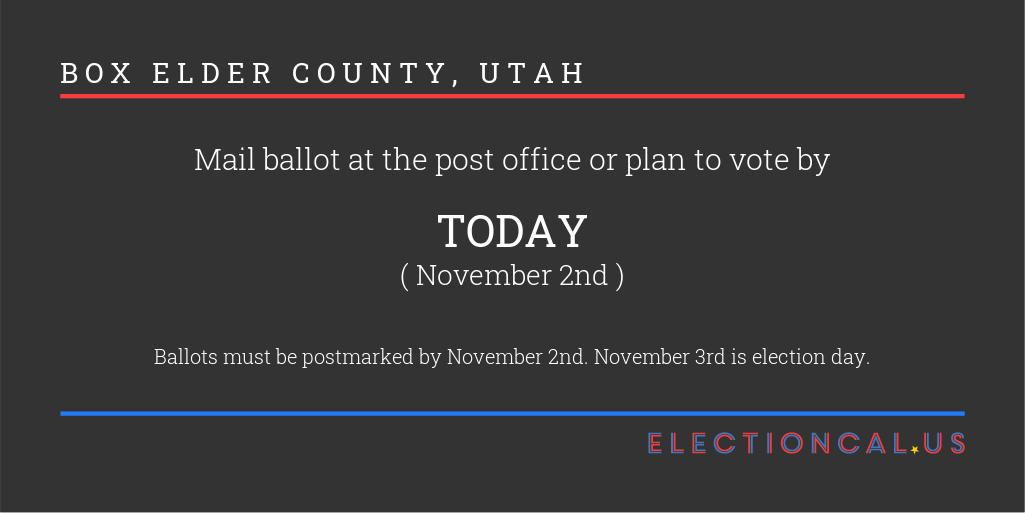 BOX ELDER COUNTY, UTAH
Mail ballot at the post office or plan to vote by
TODAY
( November 2nd )
Ballots must be postmarked by November 2nd. November 3rd is election day.
ELECTIONCAL.US